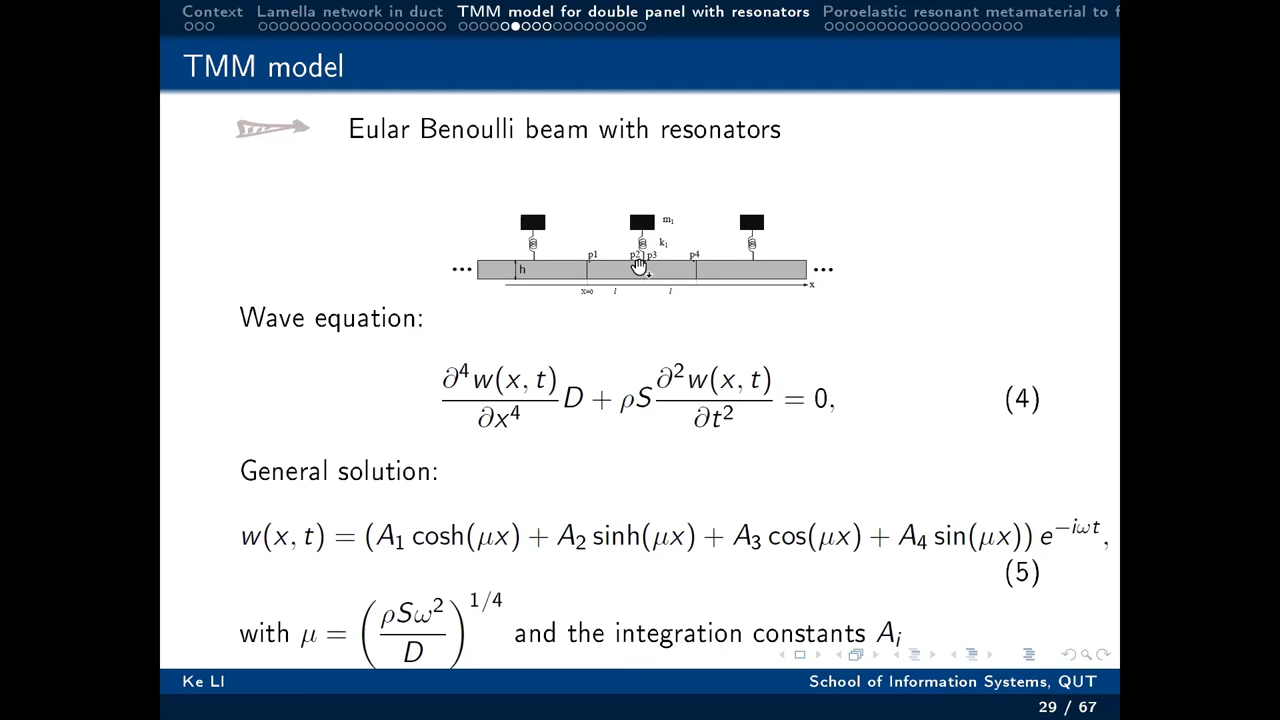 Context Lamella network in duct TMM model for double panel with resonators Poroelastic resonant metamaterial to f
TMM model
Eular Benoulli beam with resonators
m₁
k₁
p1 p2 p3 p4
... h ...
x
X=0 l l
Wave equation:
∂⁴w(x, t)/∂x⁴ D + ρS ∂²w(x, t)/∂t² = 0, (4)
General solution:
w(x, t) = (A₁ cosh(μx) + A₂ sinh(μx) + A₃ cos(μx) + A₄ sin(μx)) e^{−iωt},
(5)
with μ = (ρSω²/D)^{1/4} and the integration constants Aᵢ
Ke LI School of Information Systems, QUT
29 / 67